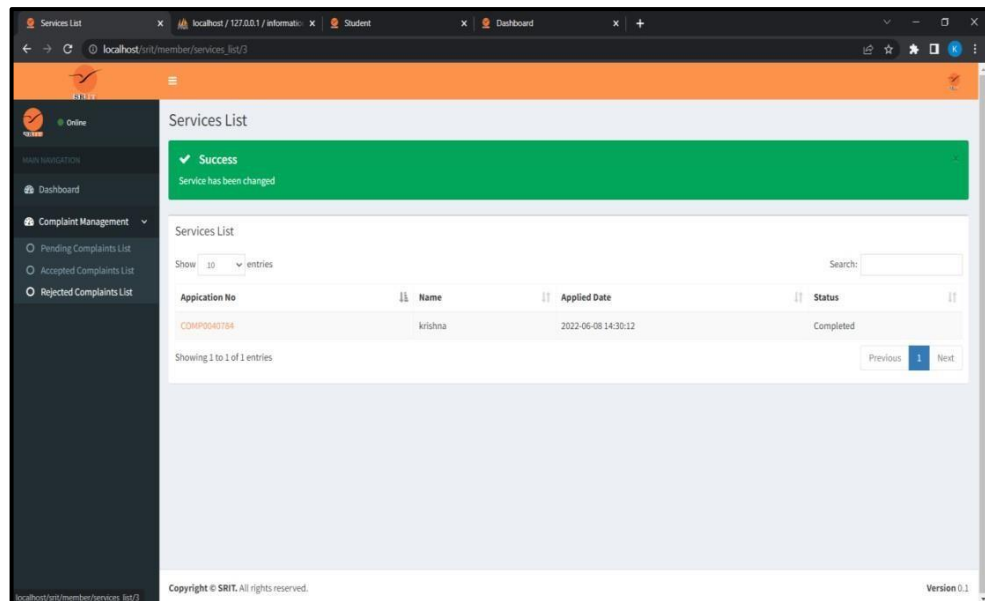 Services List
localhost / 127.0.0.1 / informatio
Student
Dashboard
localhost/srit/member/services_list/3
K
SRIT
SRIT
Online
Services List
MAIN NAVIGATION
Success
Service has been changed
Dashboard
Complaint Management
Pending Complaints List
Accepted Complaints List
Rejected Complaints List
Services List
Show 10 entries
Search:
Appication No Name Applied Date Status
COMP0040784 krishna 2022-06-08 14:30:12 Completed
Showing 1 to 1 of 1 entries
Previous 1 Next
Copyright © SRIT. All rights reserved.
Version 0.1
localhost/srit/member/services_list/3